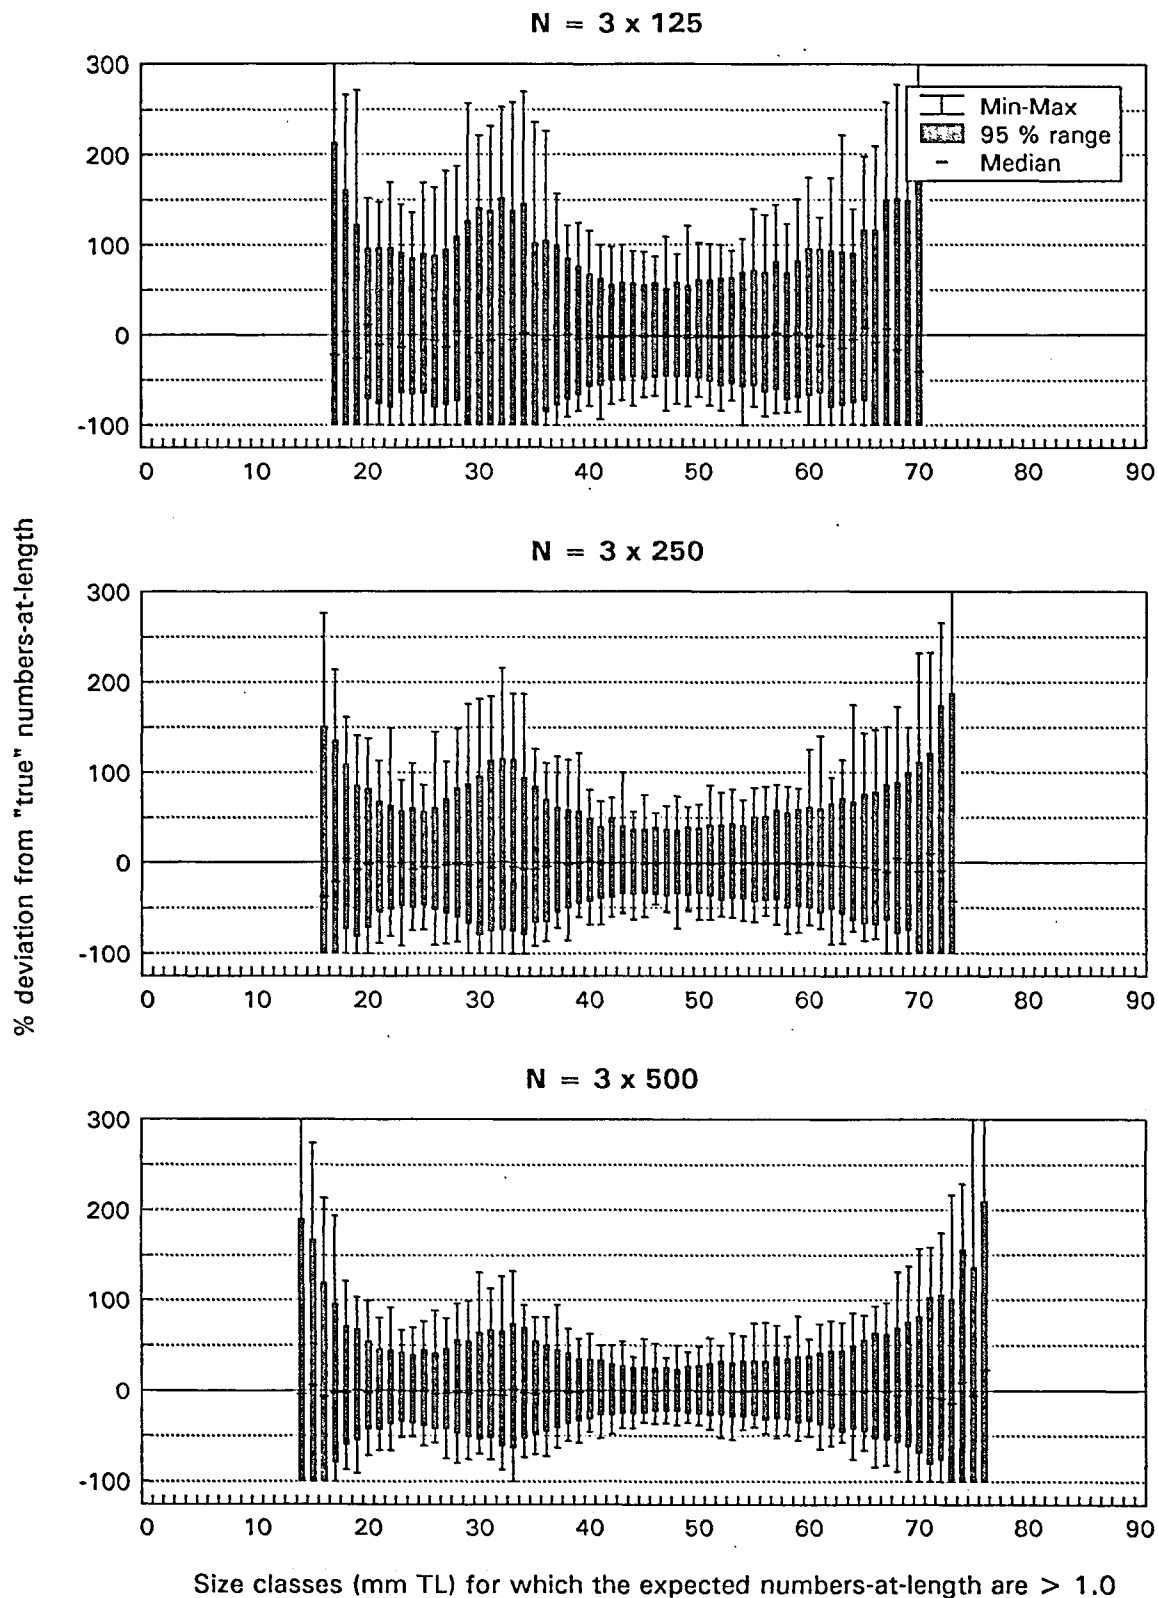 N = 3 x 125
300
200
100
0
-100
Min-Max
95 % range
Median
0 10 20 30 40 50 60 70 80 90
% deviation from "true" numbers-at-length
N = 3 x 250
300
200
100
0
-100
0 10 20 30 40 50 60 70 80 90
N = 3 x 500
300
200
100
0
-100
0 10 20 30 40 50 60 70 80 90
Size classes (mm TL) for which the expected numbers-at-length are > 1.0